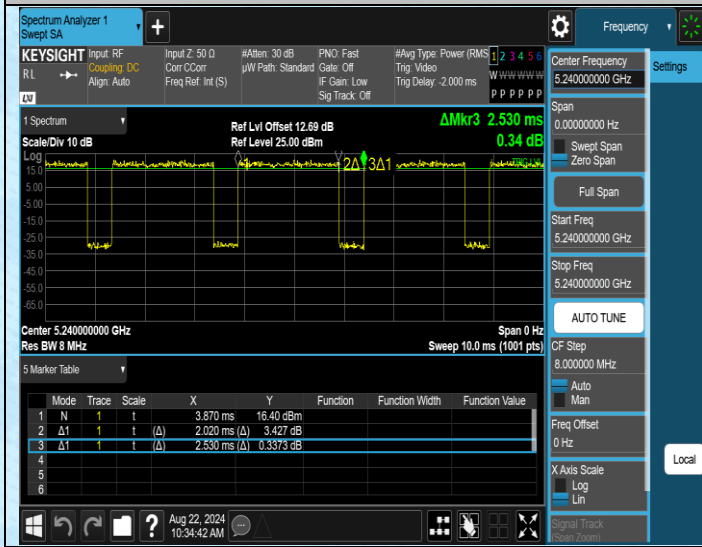 Spectrum Analyzer 1
Swept SA
+
Frequency
KEYSIGHT
RL
LXI
Input: RF
Coupling: DC
Align: Auto
Input Z: 50 Ω
Corr CCorr
Freq Ref: Int (S)
#Atten: 30 dB
µW Path: Standard
PNO: Fast
Gate: Off
IF Gain: Low
Sig Track: Off
#Avg Type: Power (RMS
Trig: Video
Trig Delay: -2.000 ms
1 2 3 4 5 6
W W W W W W
P P P P P P
1 Spectrum
Scale/Div 10 dB
Ref Lvl Offset 12.69 dB
Ref Level 25.00 dBm
ΔMkr3 2.530 ms
0.34 dB
Log
15.0
5.00
-5.00
-15.0
-25.0
-35.0
-45.0
-55.0
-65.0
2Δ1
3Δ1
Center 5.240000000 GHz
Res BW 8 MHz
Span 0 Hz
Sweep 10.0 ms (1001 pts)
5 Marker Table
Mode Trace Scale X Y Function Function Width Function Value
1 N 1 t 3.870 ms 16.40 dBm
2 Δ1 1 t (Δ) 2.020 ms (Δ) 3.427 dB
3 Δ1 1 t (Δ) 2.530 ms (Δ) 0.3373 dB
4
5
6
Aug 22, 2024
10:34:42 AM
?
Center Frequency
5.240000000 GHz
Span
0.00000000 Hz
Swept Span
Zero Span
Full Span
Start Freq
5.240000000 GHz
Stop Freq
5.240000000 GHz
AUTO TUNE
CF Step
8.000000 MHz
Auto
Man
Freq Offset
0 Hz
X Axis Scale
Log
Lin
Signal Track
(Span Zoom)
Settings
Local